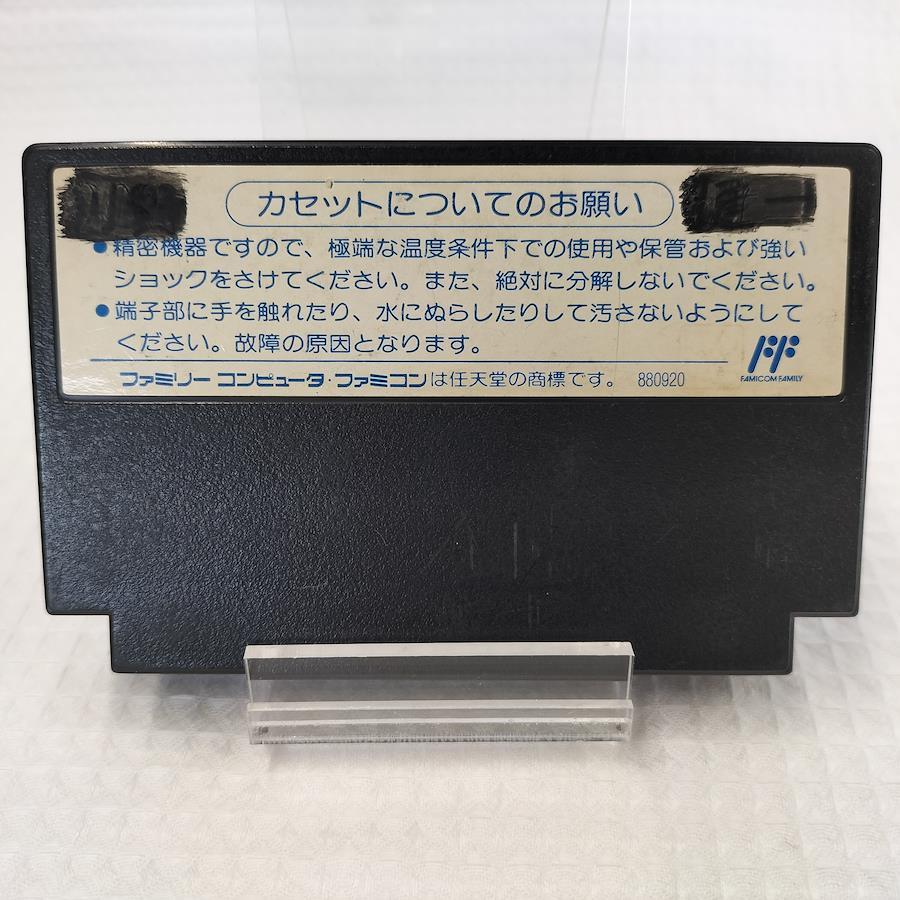 カセットについてのお願い
●精密機器ですので、極端な温度条件下での使用や保管および強い
ショックをさけてください。また、絶対に分解しないでください。
●端子部に手を触れたり、水にぬらしたりして汚さないようにして
ください。故障の原因となります。
ファミリー コンピュータ・ファミコンは任天堂の商標です。 880920
FAMICOM FAMILY